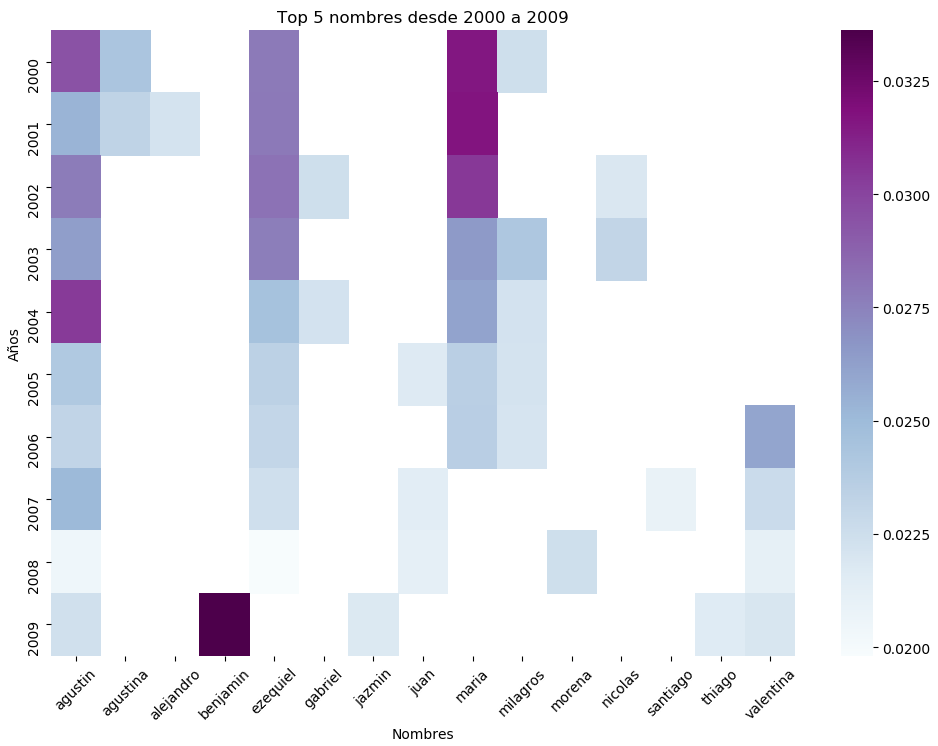 Top 5 nombres desde 2000 a 2009
Años
2000
2001
2002
2003
2004
2005
2006
2007
2008
2009
agustin
agustina
alejandro
benjamin
ezequiel
gabriel
jazmin
juan
maria
milagros
morena
nicolas
santiago
thiago
valentina
Nombres
0.0325
0.0300
0.0275
0.0250
0.0225
0.0200